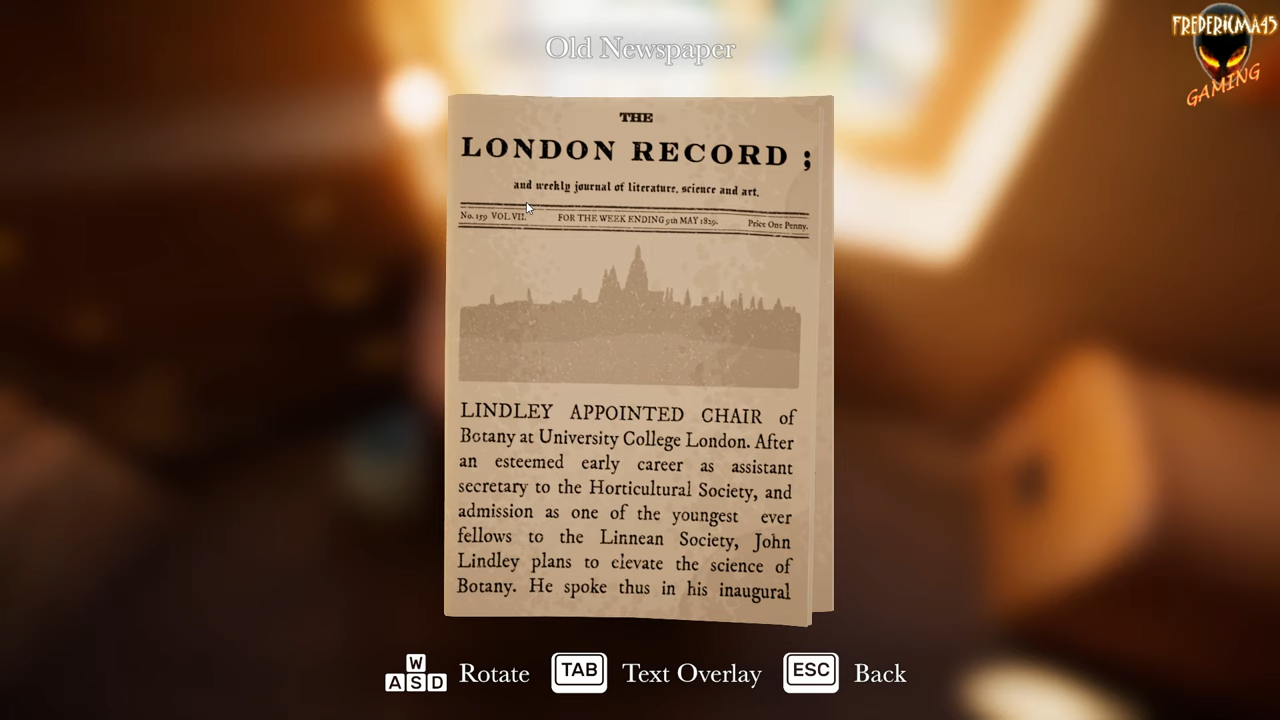 Old Newspaper
FREDERICMA45
GAMING
THE
LONDON RECORD ;
and weekly journal of literature, science and art.
No. 159 VOL VII. FOR THE WEEK ENDING 9th MAY 1829. Price One Penny.
LINDLEY APPOINTED CHAIR of
Botany at University College London. After
an esteemed early career as assistant
secretary to the Horticultural Society, and
admission as one of the youngest ever
fellows to the Linnean Society, John
Lindley plans to elevate the science of
Botany. He spoke thus in his inaugural
W
A S D Rotate TAB Text Overlay ESC Back